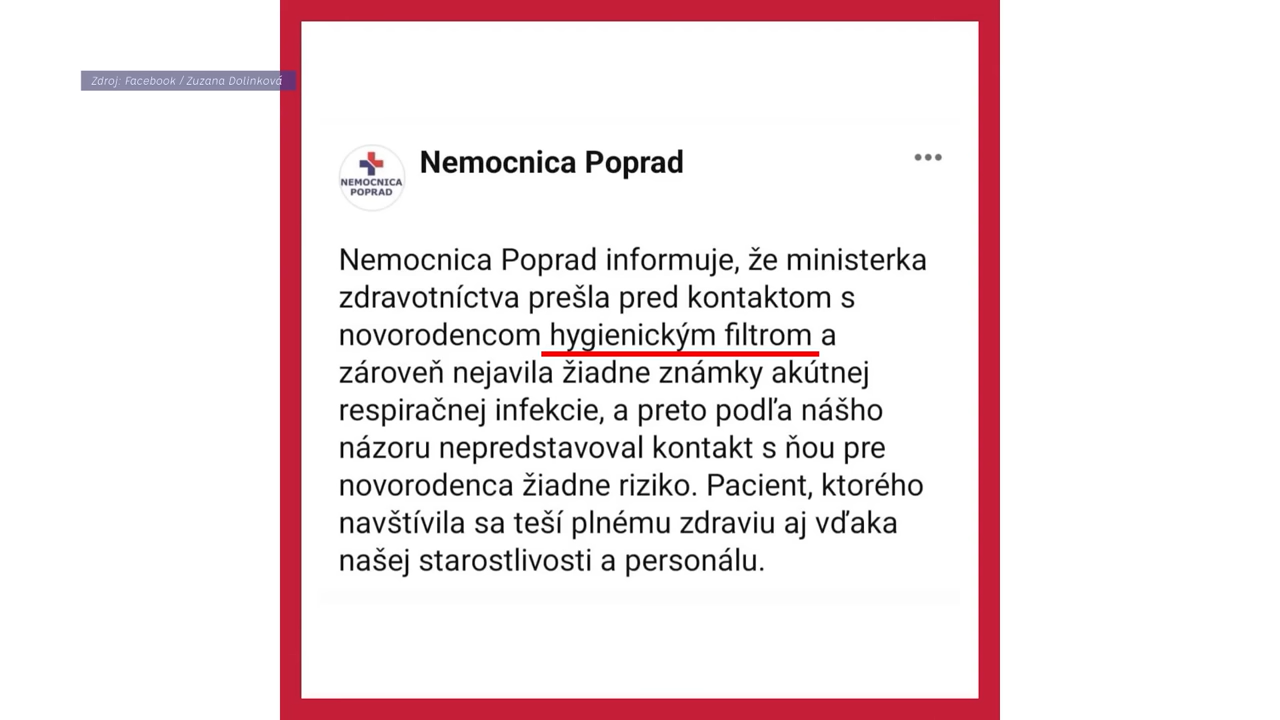 Zdroj: Facebook / Zuzana Dolinková
NEMOCNICA
POPRAD
Nemocnica Poprad
Nemocnica Poprad informuje, že ministerka
zdravotníctva prešla pred kontaktom s
novorodencom hygienickým filtrom a
zároveň nejavila žiadne známky akútnej
respiračnej infekcie, a preto podľa nášho
názoru nepredstavoval kontakt s ňou pre
novorodenca žiadne riziko. Pacient, ktorého
navštívila sa teší plnému zdraviu aj vďaka
našej starostlivosti a personálu.